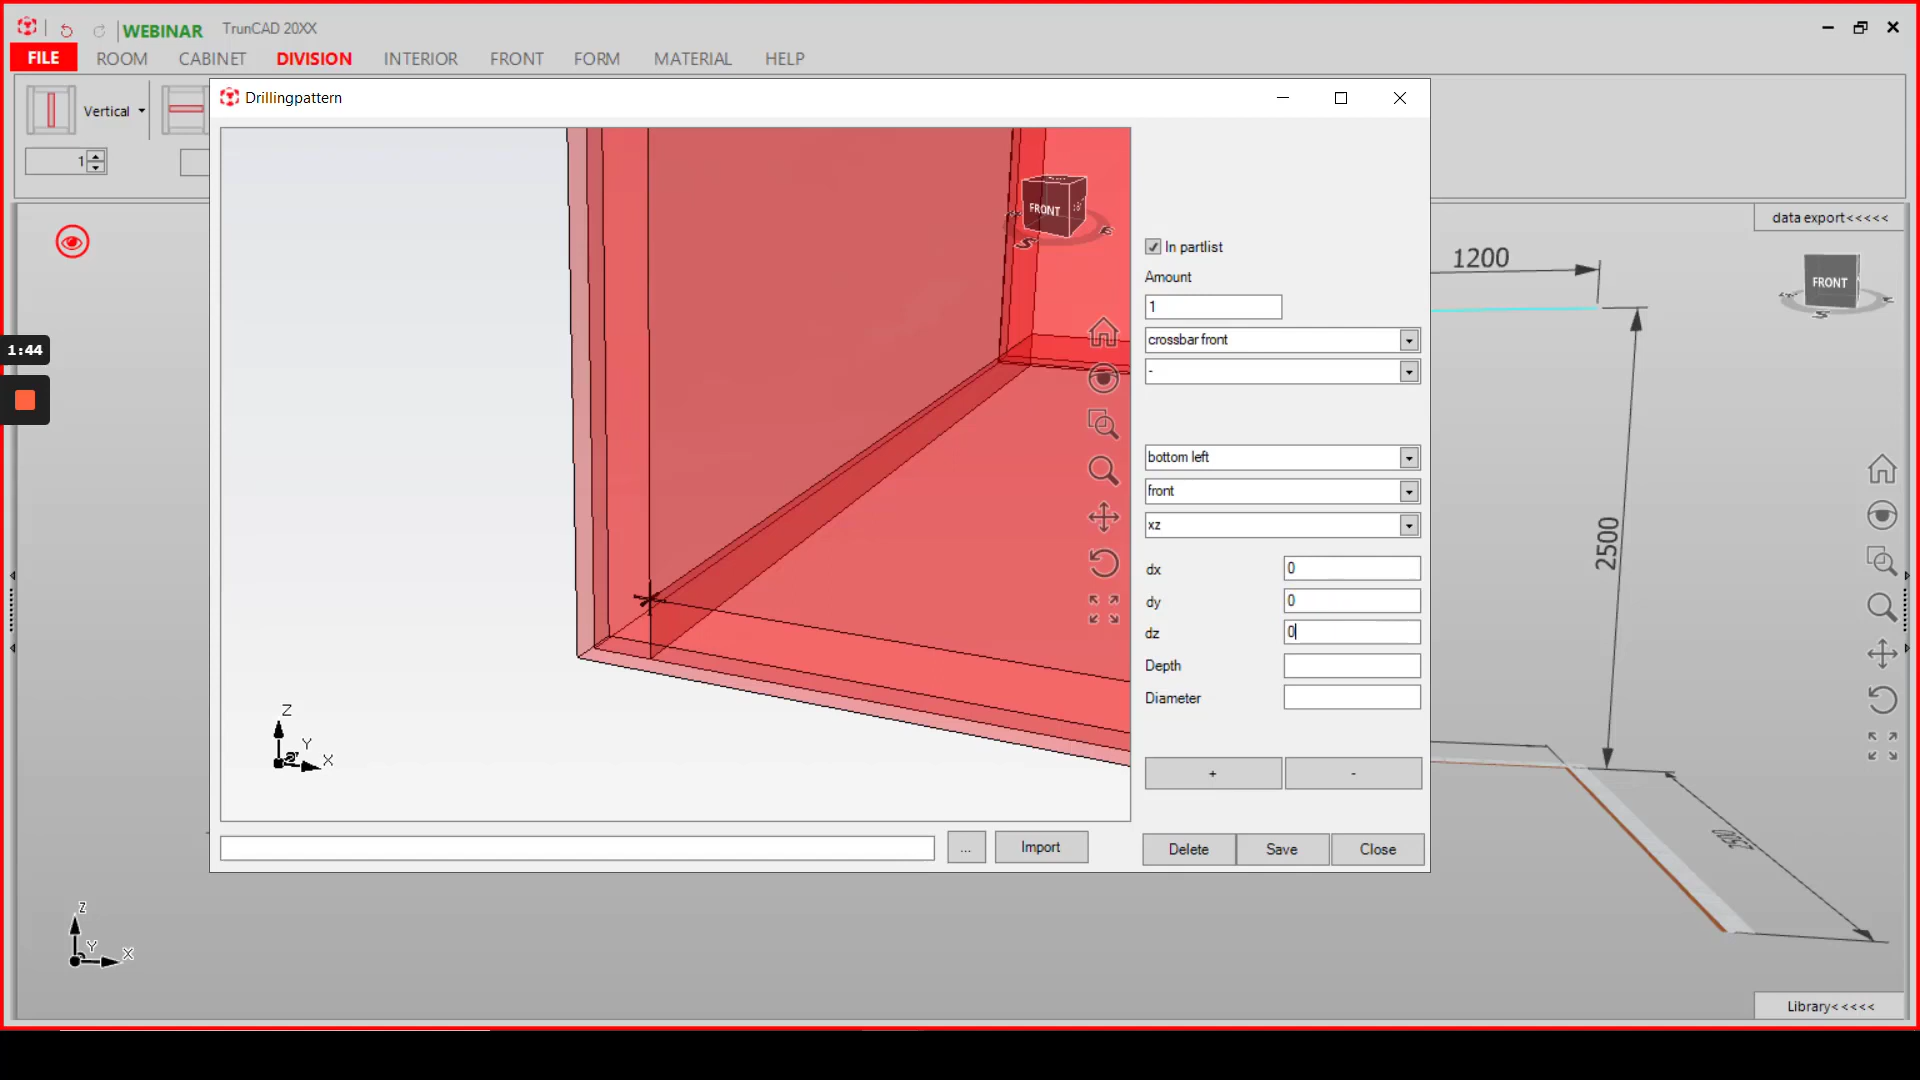 WEBINAR TrunCAD 20XX
FILE ROOM CABINET DIVISION INTERIOR FRONT FORM MATERIAL HELP
Drillingpattern
Vertical
1
data export<<<<<
1200
FRONT
S
FRONT
S
E
In partlist
Amount
1
crossbar front
-
1:44
bottom left
front
xz
2500
dx 0
dy 0
dz 0
Depth
Diameter
Z
Y
X
+ -
... Import Delete Save Close
2500
Z
Y
X
Library<<<<<